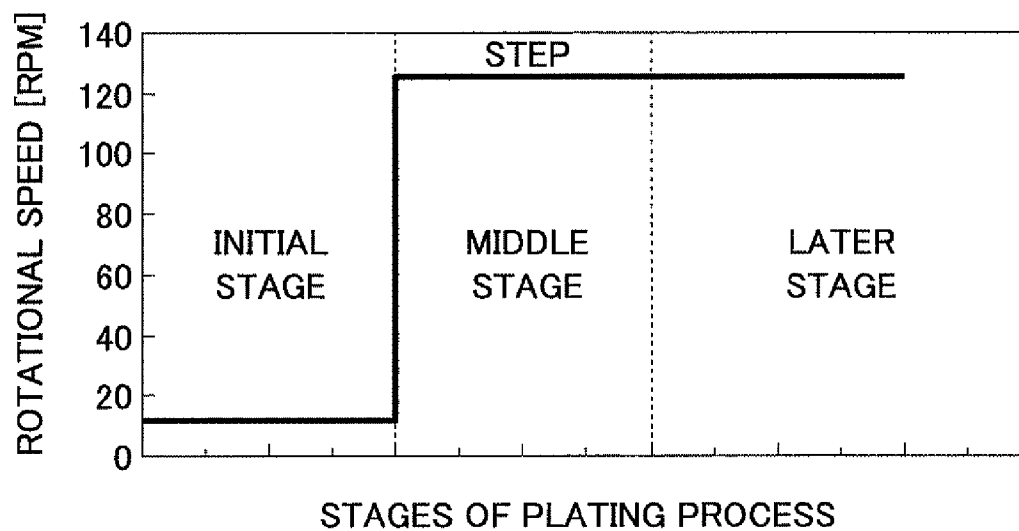 ROTATIONAL SPEED [RPM]
140
120
100
80
60
40
20
0
STEP
INITIAL
STAGE
MIDDLE
STAGE
LATER
STAGE
STAGES OF PLATING PROCESS